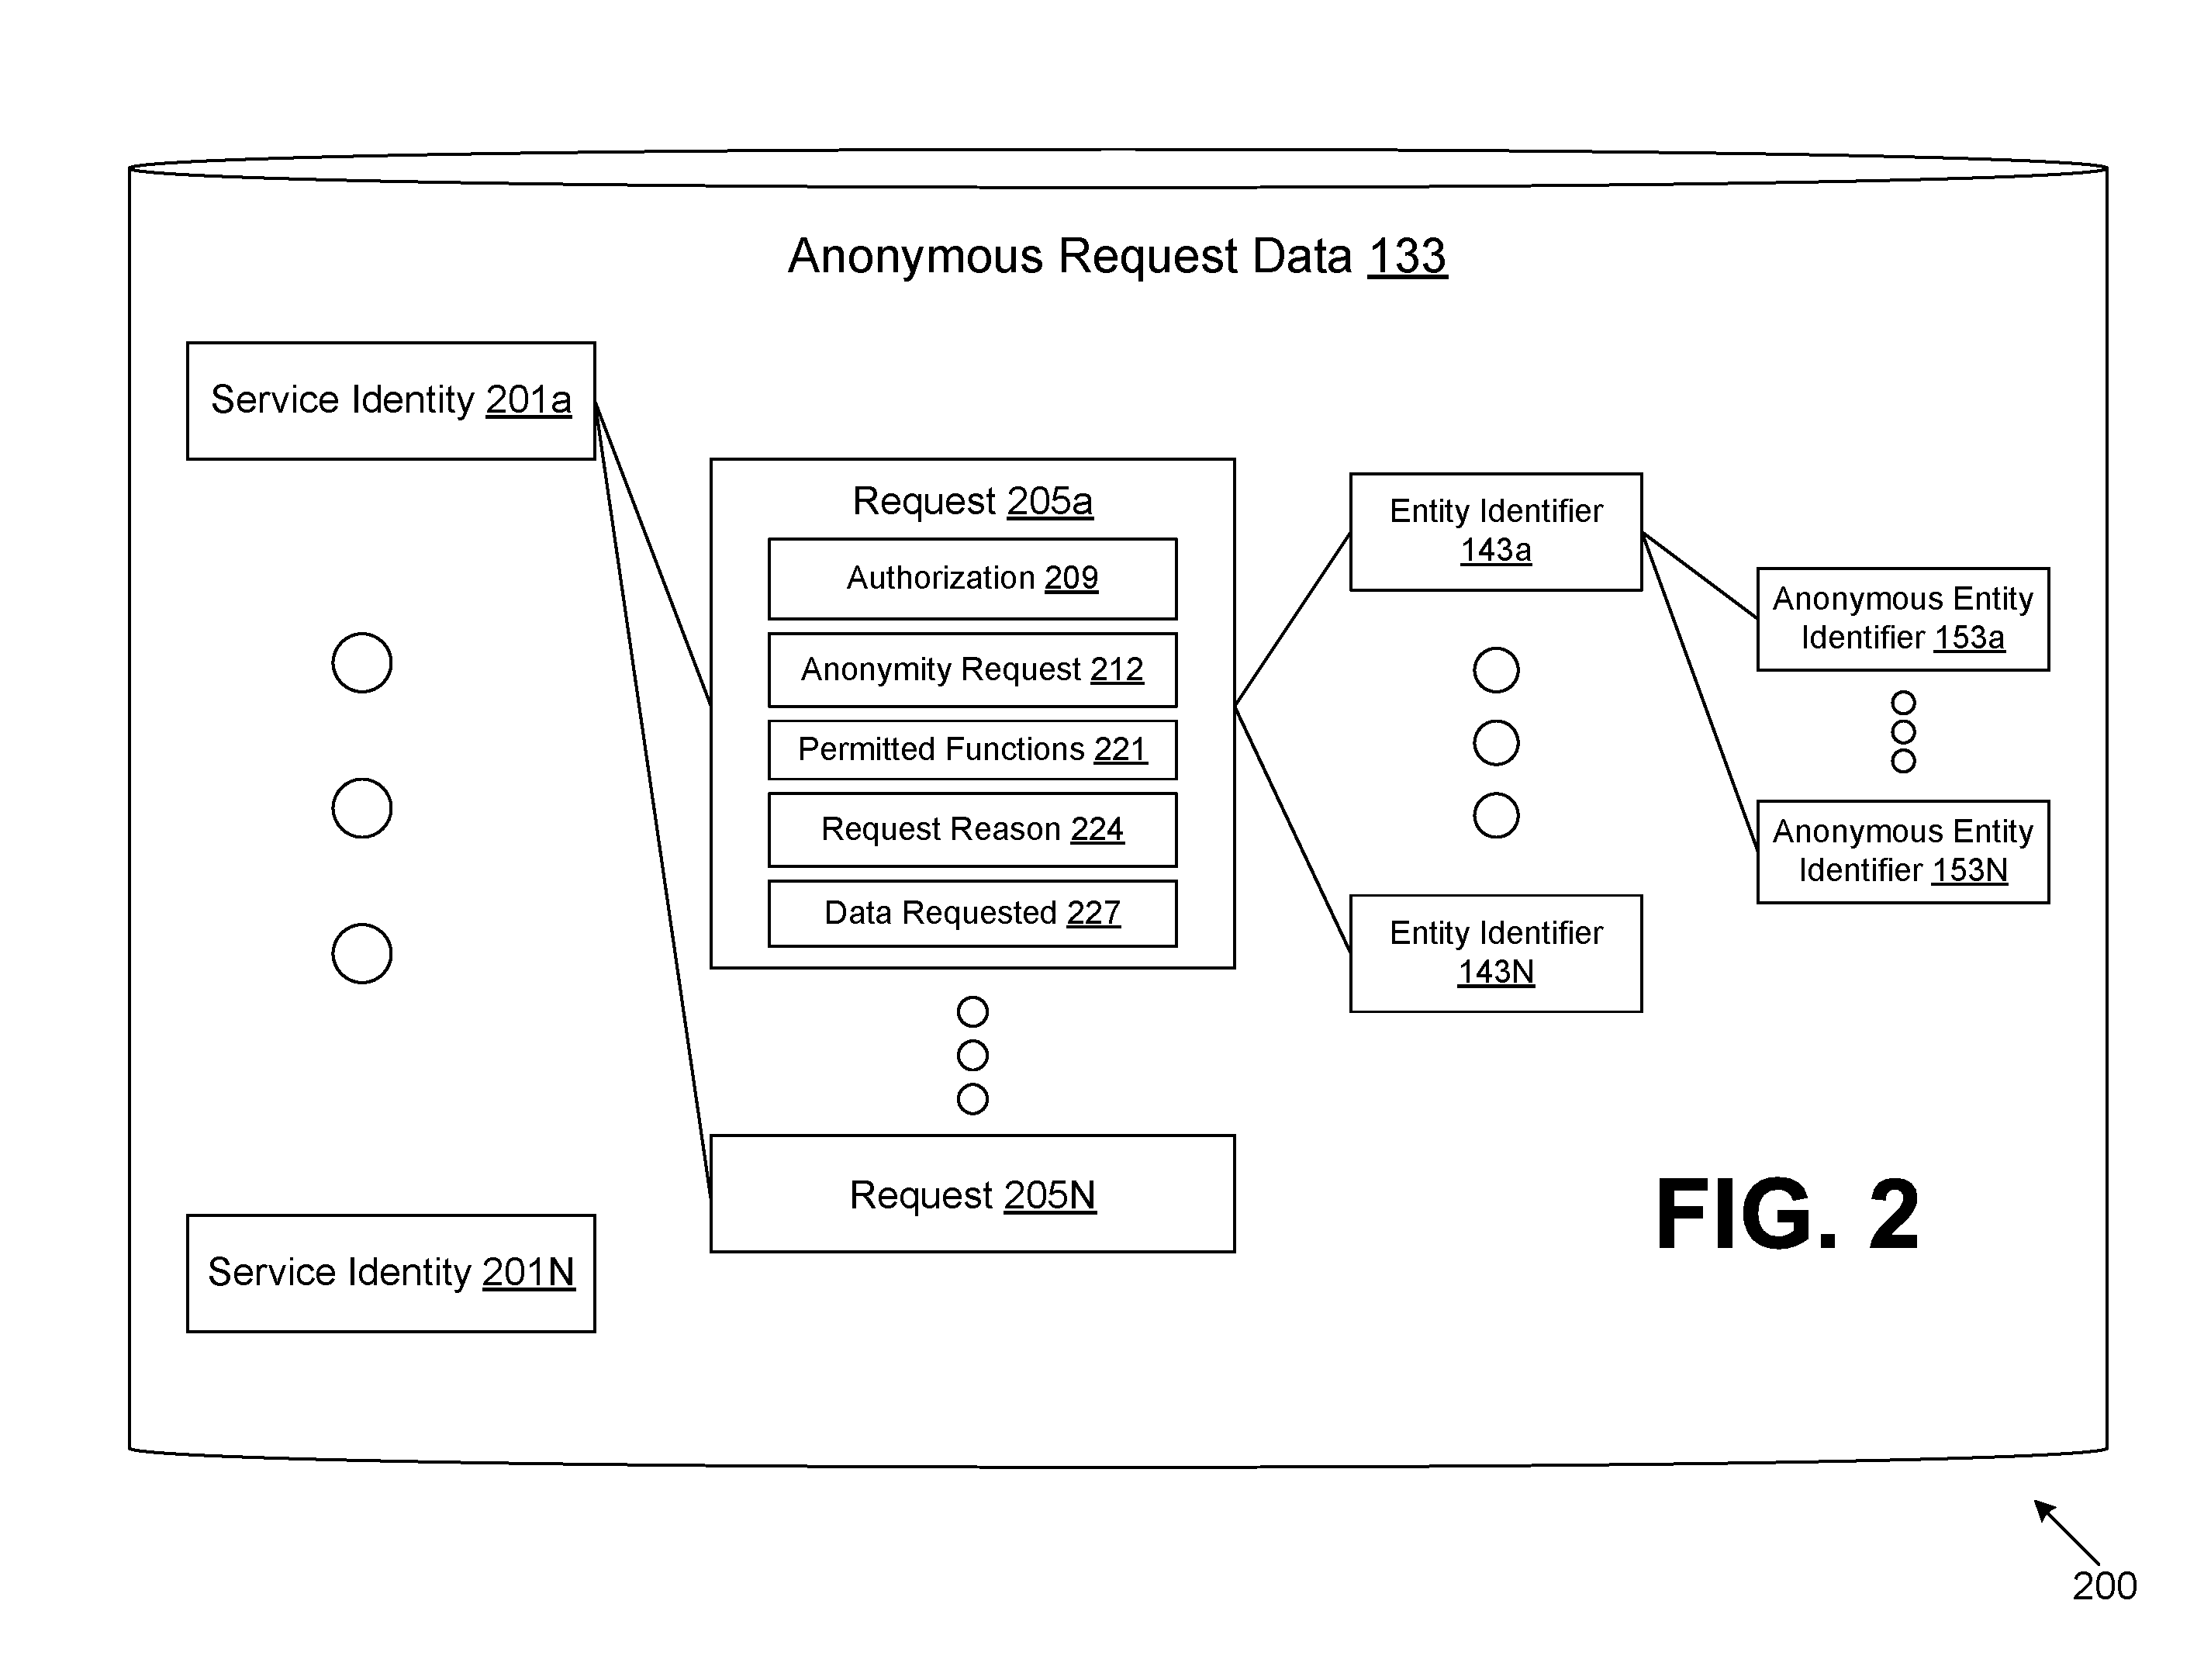 Anonymous Request Data 133
Service Identity 201a
Request 205a
Authorization 209
Anonymity Request 212
Permitted Functions 221
Request Reason 224
Data Requested 227
Entity Identifier
143a
Anonymous Entity
Identifier 153a
Anonymous Entity
Identifier 153N
Entity Identifier
143N
Request 205N
Service Identity 201N
FIG. 2
200